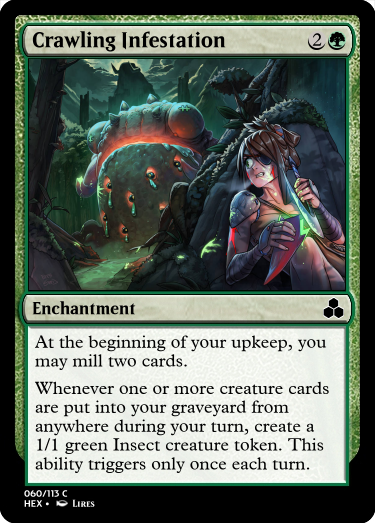 Crawling Infestation 2
Enchantment
At the beginning of your upkeep, you
may mill two cards.
Whenever one or more creature cards
are put into your graveyard from
anywhere during your turn, create a
1/1 green Insect creature token. This
ability triggers only once each turn.
060/113 C
HEX • Lires